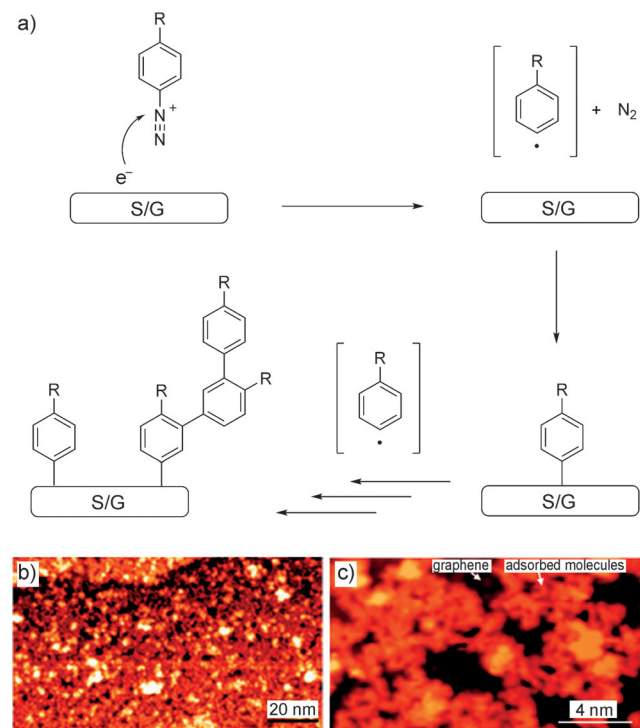 a)
R
N+
N
e−
S/G
R
+ N2
S/G
R
R
R
R
R
R
S/G
S/G
b)
20 nm
c)
graphene
adsorbed molecules
4 nm